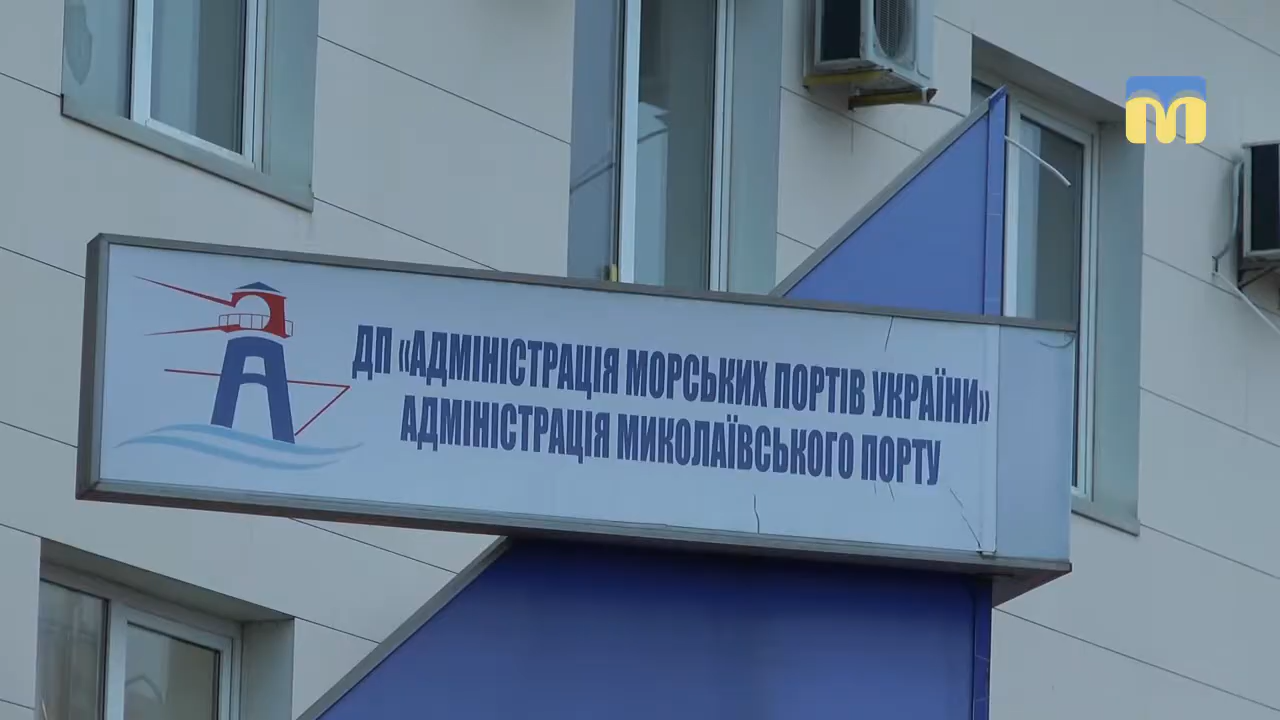 ДП «АДМІНІСТРАЦІЯ МОРСЬКИХ ПОРТІВ УКРАЇНИ»
АДМІНІСТРАЦІЯ МИКОЛАЇВСЬКОГО ПОРТУ